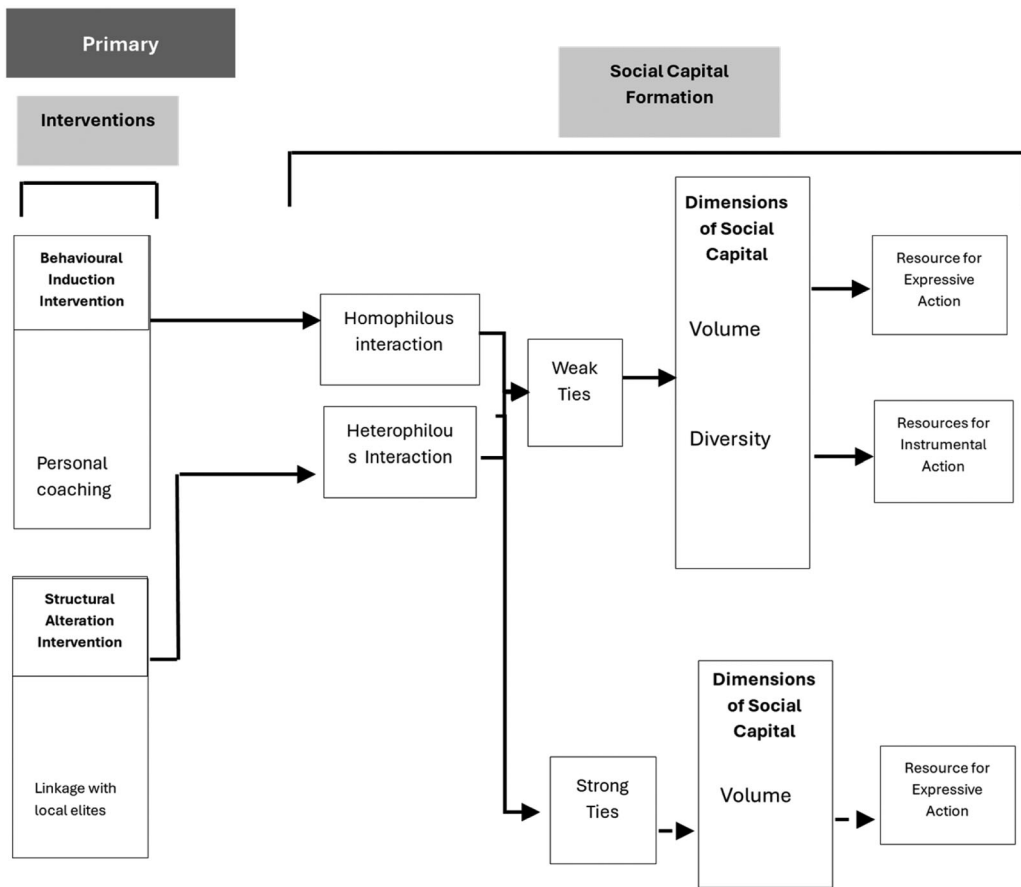 Primary
Interventions
Social Capital
Formation
Behavioural
Induction
Intervention
Personal
coaching
Structural
Alteration
Intervention
Linkage with
local elites
Homophilous
interaction
Heterophilou
s Interaction
Weak
Ties
Dimensions
of Social
Capital
Volume
Diversity
Resource for
Expressive
Action
Resources for
Instrumental
Action
Strong
Ties
Dimensions
of Social
Capital
Volume
Resource for
Expressive
Action